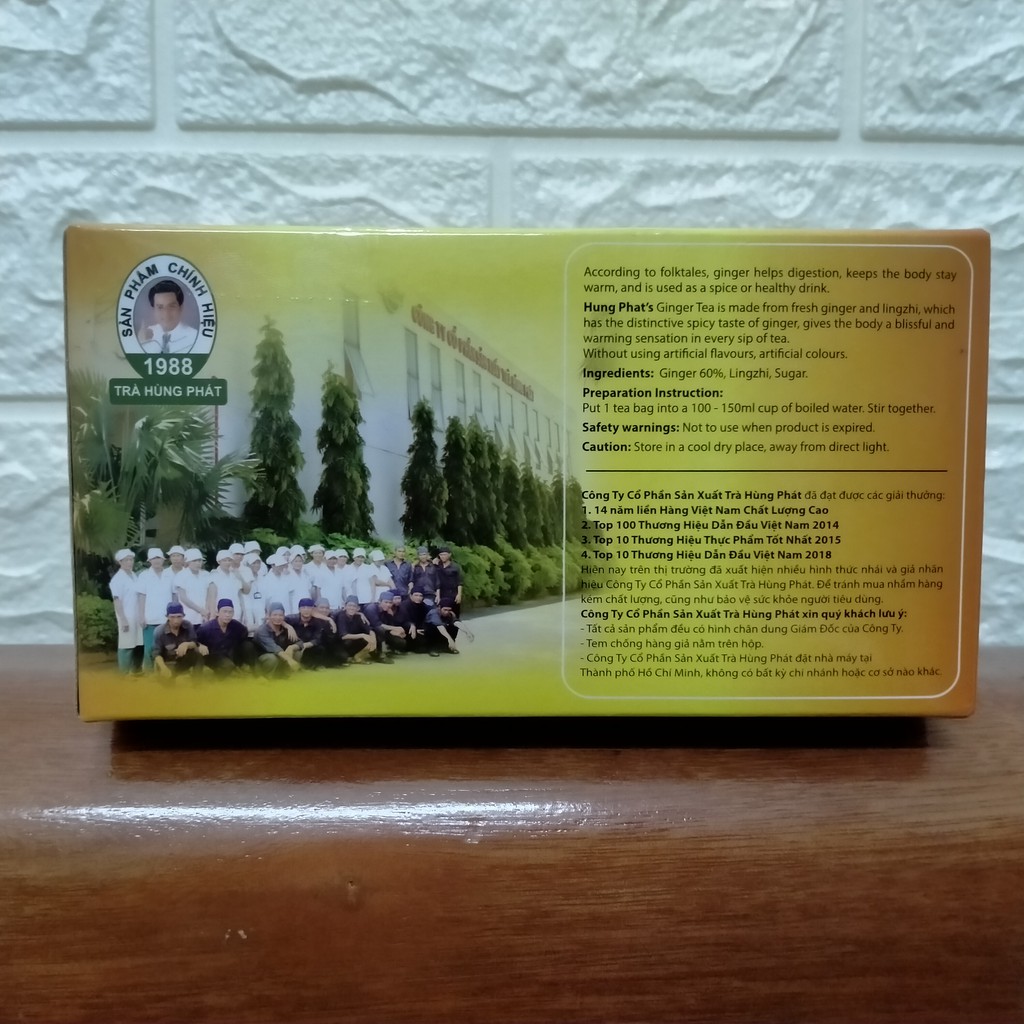 SẢN PHẨM CHÍNH HIỆU
1988
TRÀ HÙNG PHÁT
According to folktales, ginger helps digestion, keeps the body stay
warm, and is used as a spice or healthy drink.
Hung Phat's Ginger Tea is made from fresh ginger and lingzhi, which
has the distinctive spicy taste of ginger, gives the body a blissful and
warming sensation in every sip of tea.
Without using artificial flavours, artificial colours.
Ingredients: Ginger 60%, Lingzhi, Sugar.
Preparation Instruction:
Put 1 tea bag into a 100 - 150ml cup of boiled water. Stir together.
Safety warnings: Not to use when product is expired.
Caution: Store in a cool dry place, away from direct light.
Công Ty Cổ Phần Sản Xuất Trà Hùng Phát đã đạt được các giải thưởng:
1. 14 năm liền Hàng Việt Nam Chất Lượng Cao
2. Top 100 Thương Hiệu Dẫn Đầu Việt Nam 2014
3. Top 10 Thương Hiệu Thực Phẩm Tốt Nhất 2015
4. Top 10 Thương Hiệu Dẫn Đầu Việt Nam 2018
Hiện nay trên thị trường đã xuất hiện nhiều hình thức nhái và giả nhãn
hiệu Công Ty Cổ Phần Sản Xuất Trà Hùng Phát. Để tránh mua nhầm hàng
kém chất lượng, cũng như bảo vệ sức khỏe người tiêu dùng.
Công Ty Cổ Phần Sản Xuất Trà Hùng Phát xin quý khách lưu ý:
- Tất cả sản phẩm đều có hình chân dung Giám Đốc của Công Ty.
- Tem chống hàng giả nằm trên hộp.
- Công Ty Cổ Phần Sản Xuất Trà Hùng Phát đặt nhà máy tại
Thành phố Hồ Chí Minh, không có bất kỳ chi nhánh hoặc cơ sở nào khác.
CÔNG TY CỔ PHẦN